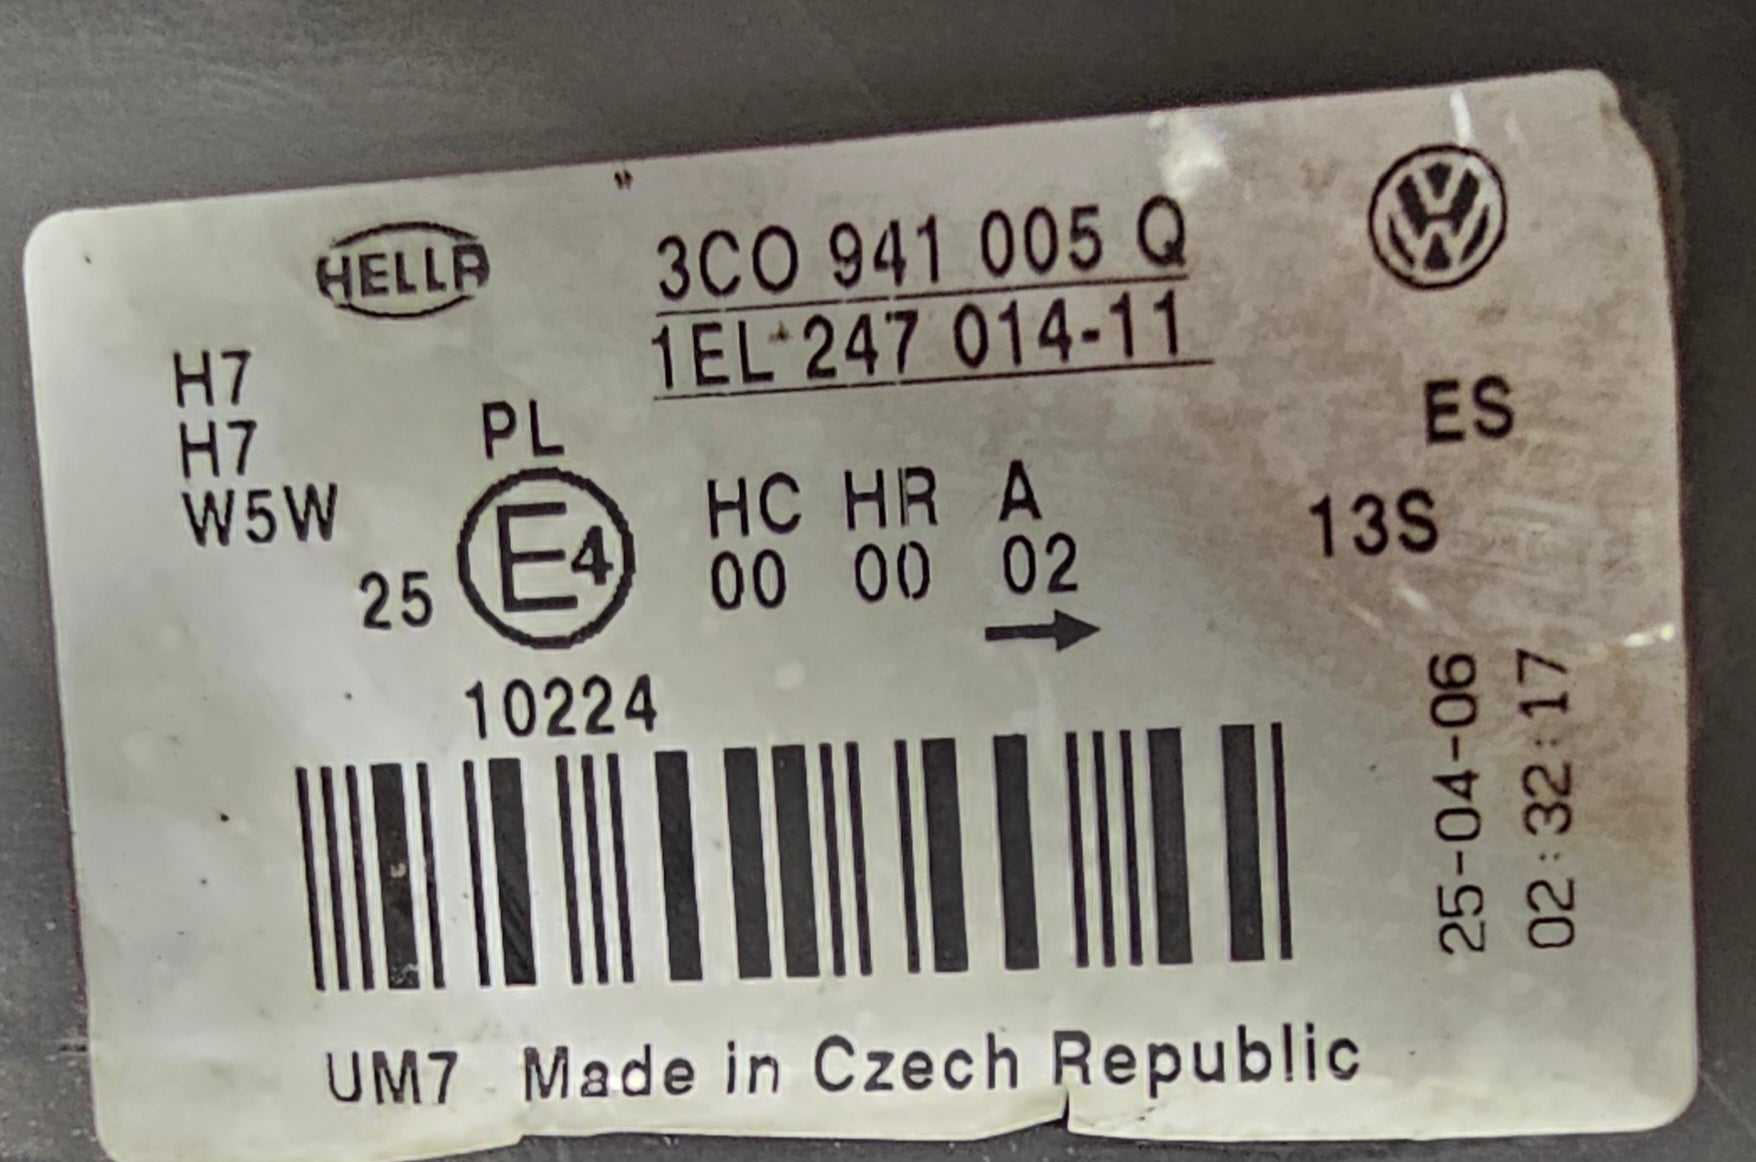 HELLA
3C0 941 005 Q
1EL 247 014-11
H7
H7
W5W
PL
25 E4
HC HR A
00 00 02
ES
13S
10224
25-04-06
02:32:17
UM7 Made in Czech Republic